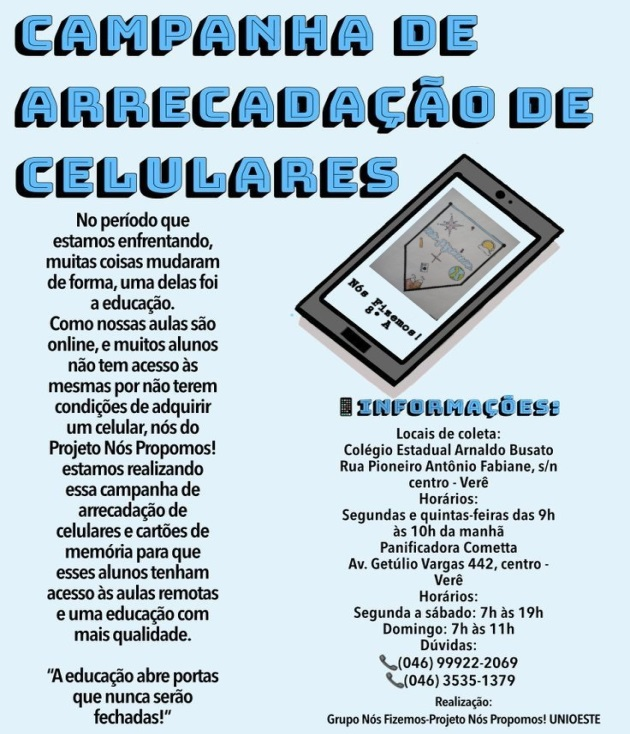 CAMPANHA DE
ARRECADAÇÃO DE
CELULARES
No período que
estamos enfrentando,
muitas coisas mudaram
de forma, uma delas foi
a educação.
Como nossas aulas são
online, e muitos alunos
não tem acesso às
mesmas por não terem
condições de adquirir
um celular, nós do
Projeto Nós Propomos!
estamos realizando
essa campanha de
arrecadação de
celulares e cartões de
memória para que
esses alunos tenham
acesso às aulas remotas
e uma educação com
mais qualidade.
“A educação abre portas
que nunca serão
fechadas!”
Nós Fizemos!
8° A
INFORMAÇÕES:
Locais de coleta:
Colégio Estadual Arnaldo Busato
Rua Pioneiro Antônio Fabiane, s/n
centro - Verê
Horários:
Segundas e quintas-feiras das 9h
às 10h da manhã
Panificadora Cometta
Av. Getúlio Vargas 442, centro -
Verê
Horários:
Segunda a sábado: 7h às 19h
Domingo: 7h às 11h
Dúvidas:
(046) 99922-2069
(046) 3535-1379
Realização:
Grupo Nós Fizemos-Projeto Nós Propomos! UNIOESTE